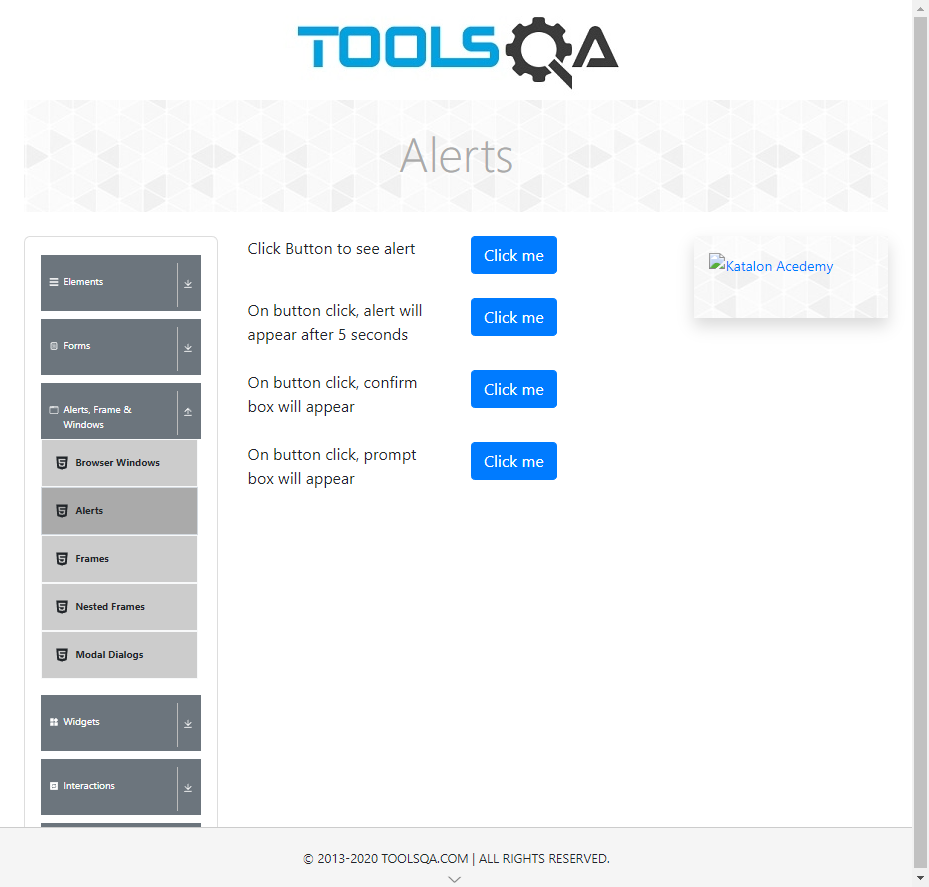 TOOLSQA
Alerts
Elements
Forms
Alerts, Frame &
Windows
Browser Windows
Alerts
Frames
Nested Frames
Modal Dialogs
Widgets
Interactions
Click Button to see alert
Click me
On button click, alert will
appear after 5 seconds
Click me
On button click, confirm
box will appear
Click me
On button click, prompt
box will appear
Click me
Katalon Acedemy
© 2013-2020 TOOLSQA.COM | ALL RIGHTS RESERVED.